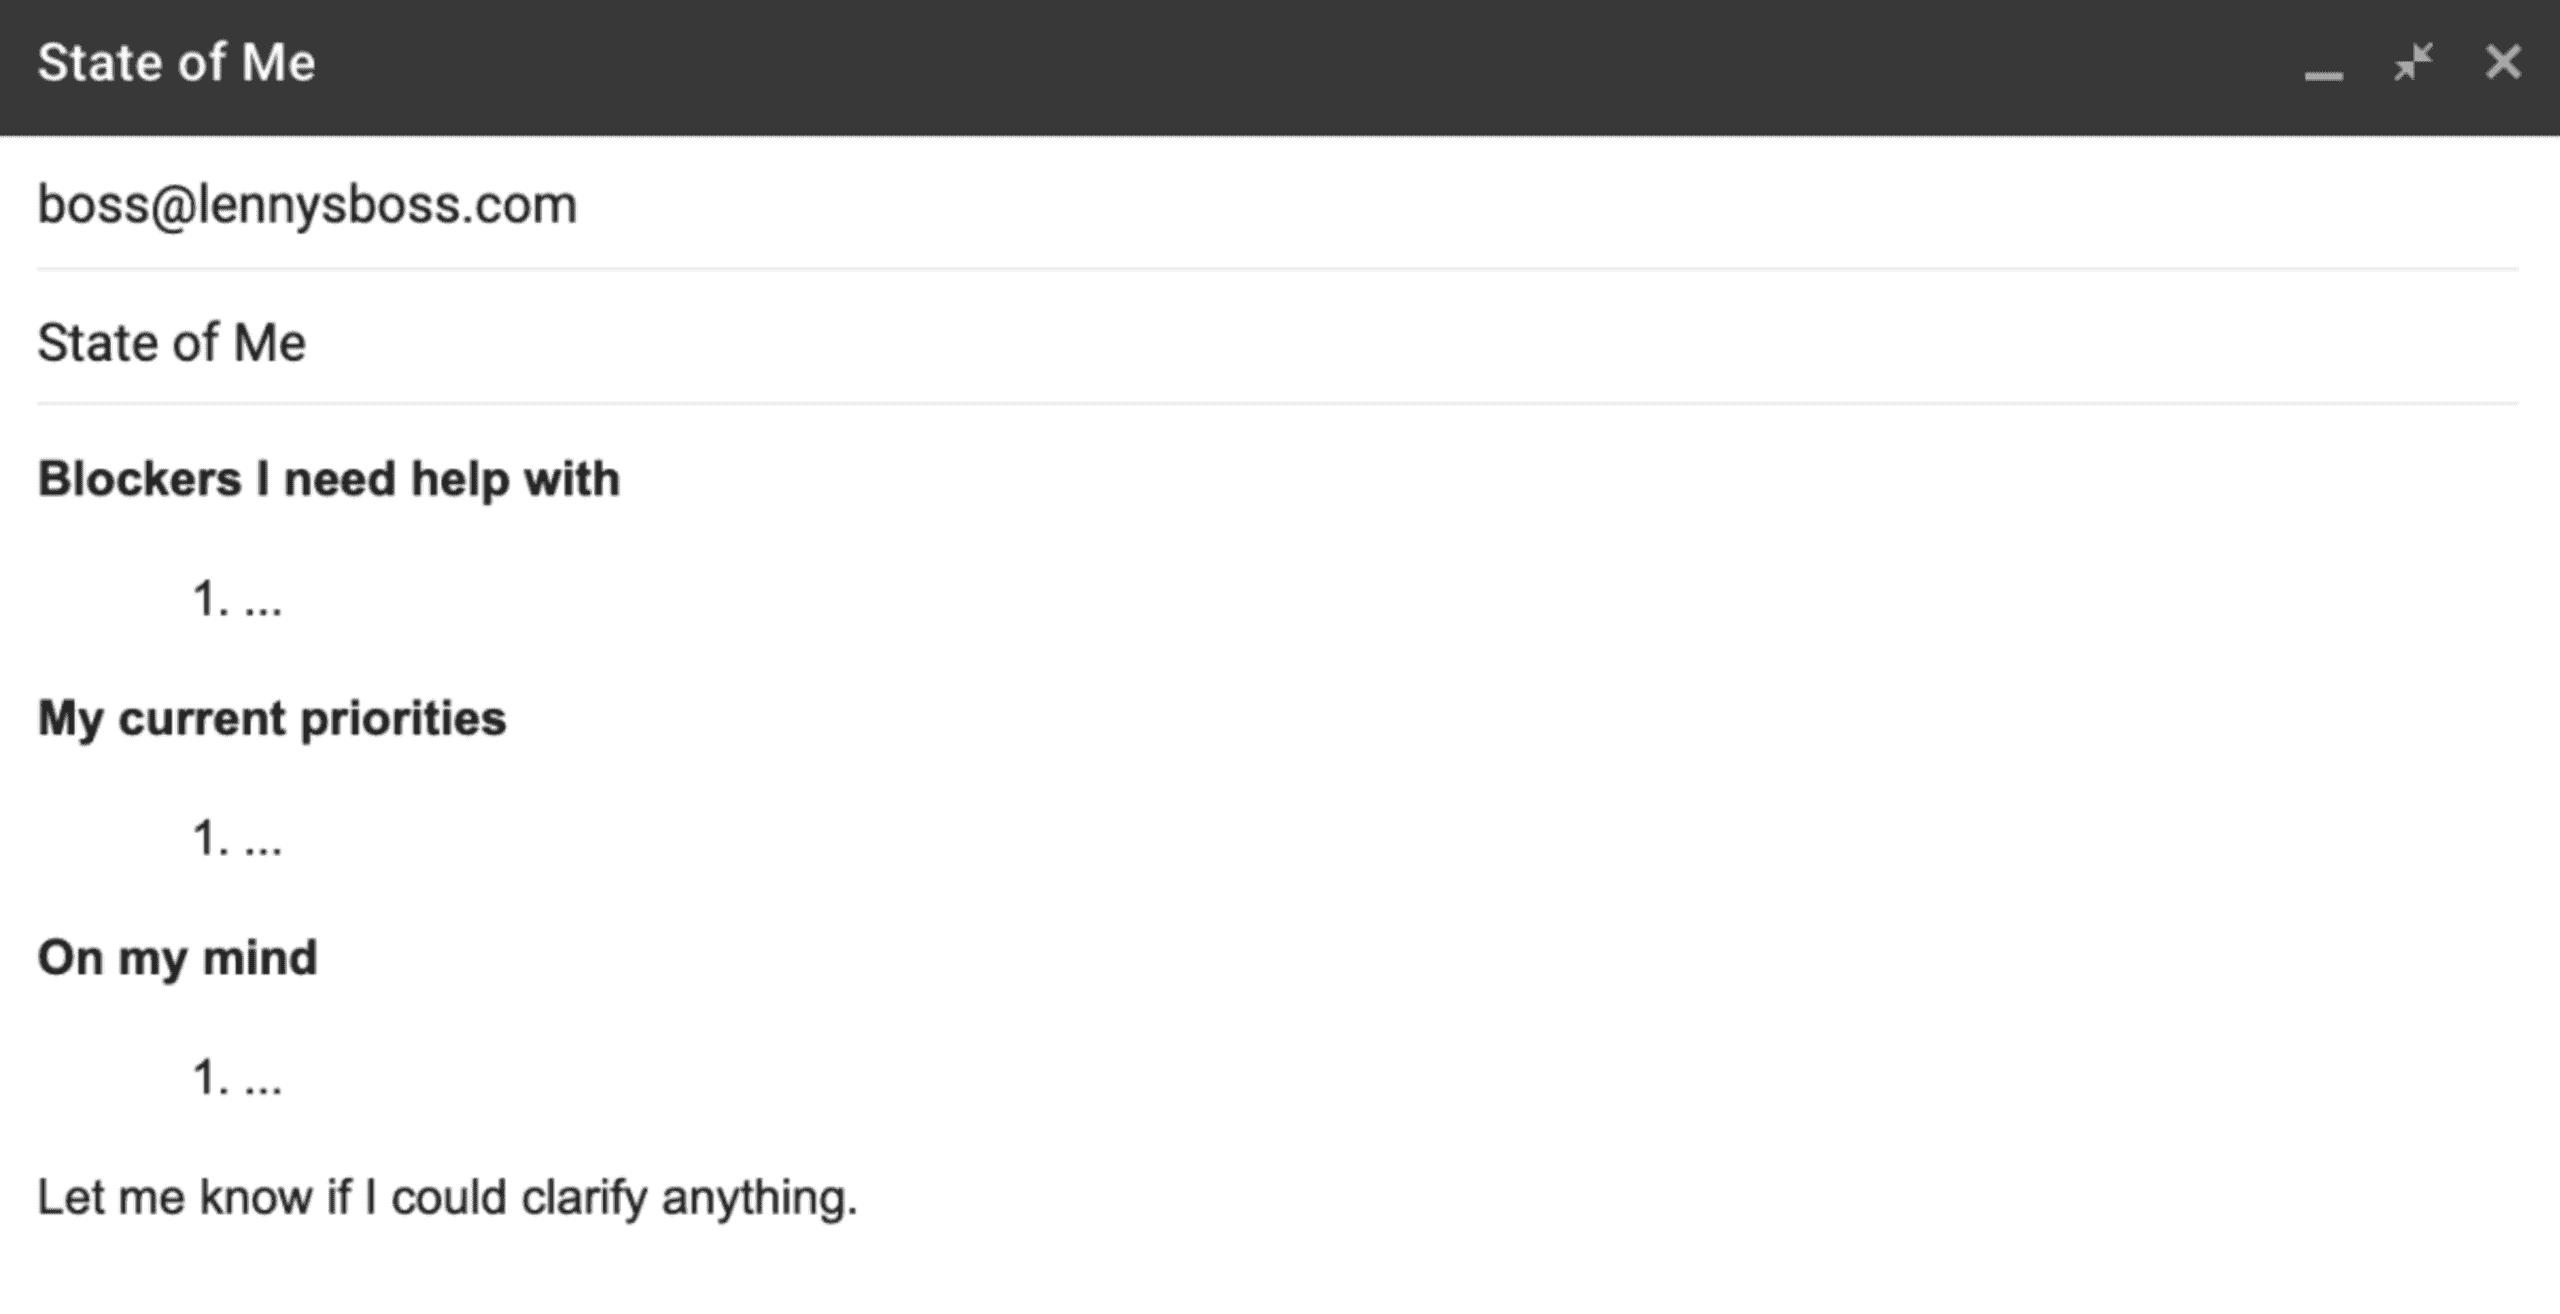 State of Me
boss@lennysboss.com
State of Me
Blockers I need help with
1. ...
My current priorities
1. ...
On my mind
1. ...
Let me know if I could clarify anything.